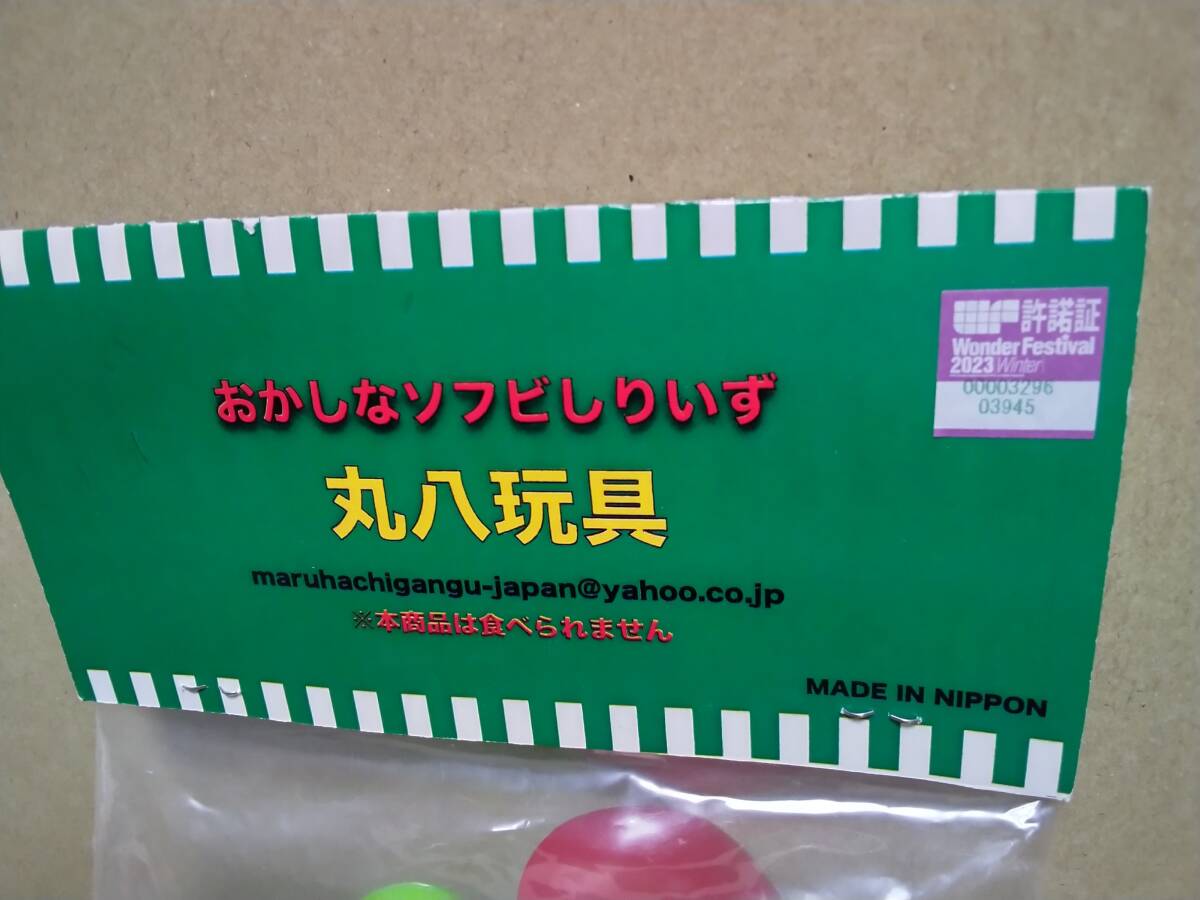 許諾証
Wonder Festival
2023 Winter
00003296
03945
おかしなソフビしりいず
丸八玩具
maruhachigangu-japan@yahoo.co.jp
※本商品は食べられません
MADE IN NIPPON